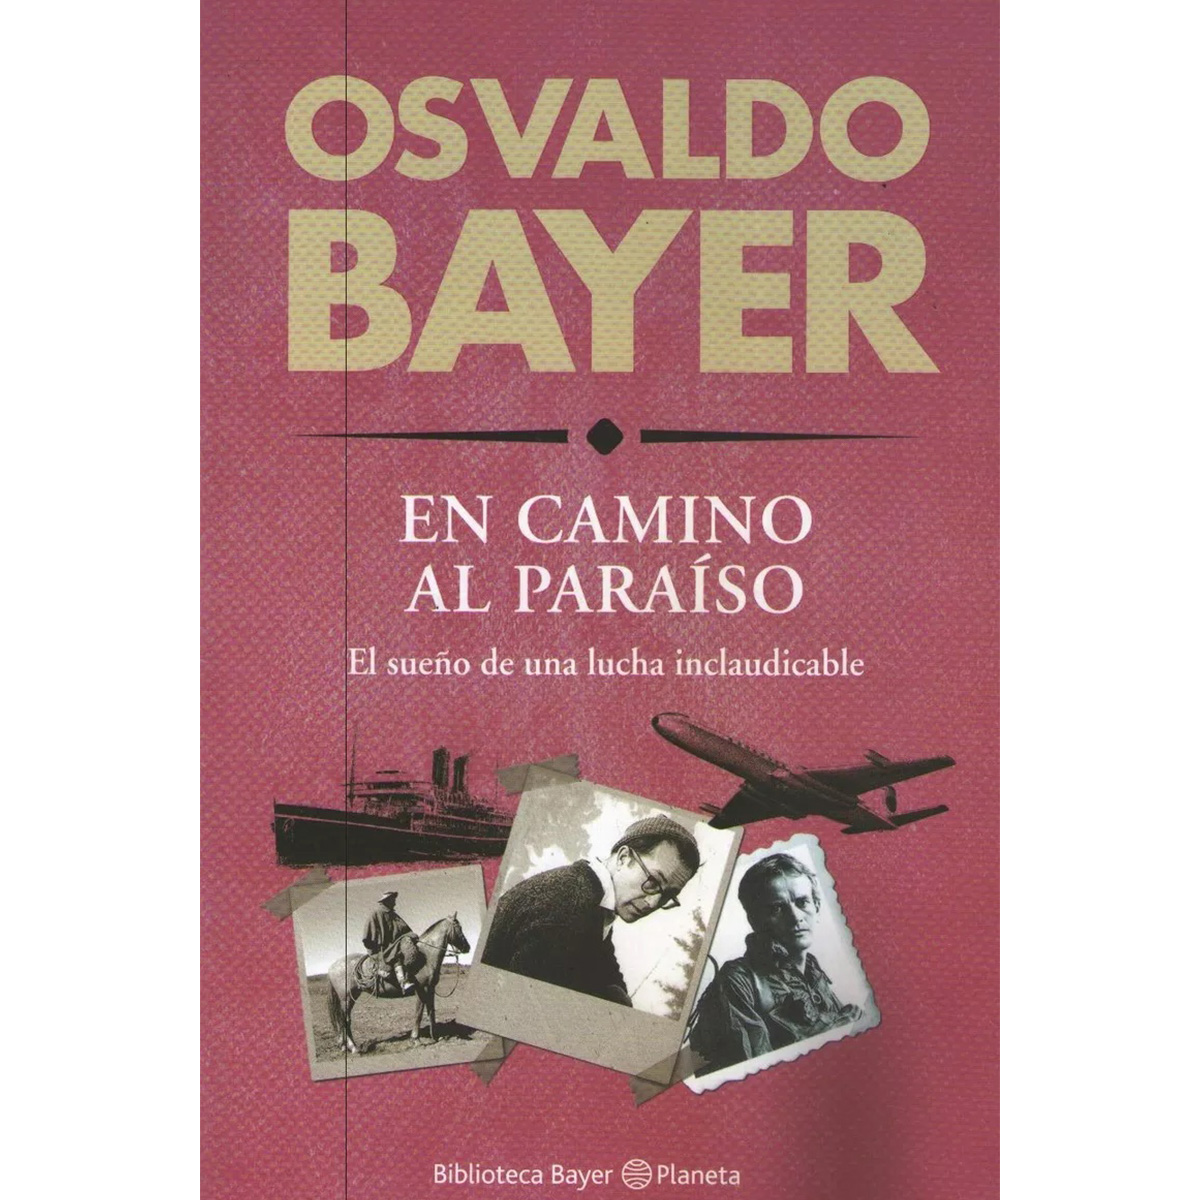 OSVALDO
BAYER
EN CAMINO
AL PARAÍSO
El sueño de una lucha inclaudicable
Biblioteca Bayer Planeta